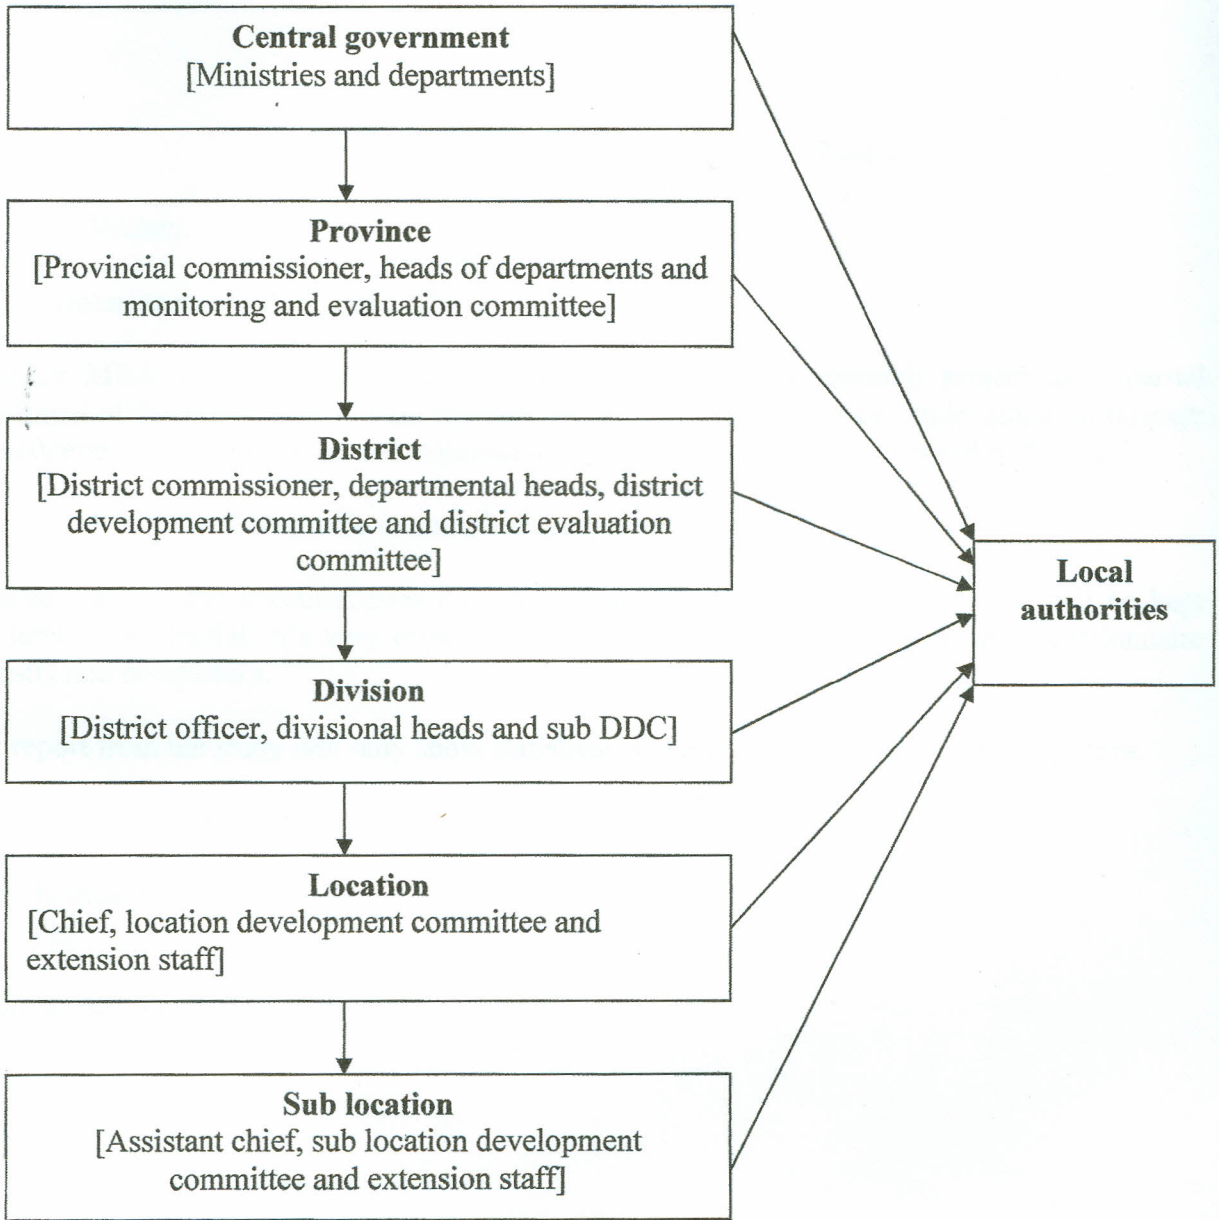 Central government
[Ministries and departments]
Province
[Provincial commissioner, heads of departments and
monitoring and evaluation committee]
District
[District commissioner, departmental heads, district
development committee and district evaluation
committee]
Local
authorities
Division
[District officer, divisional heads and sub DDC]
Location
[Chief, location development committee and
extension staff]
Sub location
[Assistant chief, sub location development
committee and extension staff]